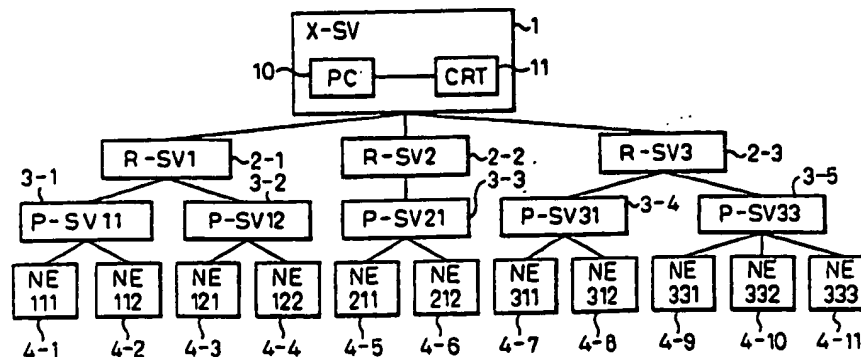 X-SV
1
10
PC
CRT
11
R-SV1
2-1
R-SV2
2-2
R-SV3
2-3
3-1
3-2
3-3
3-4
3-5
P-SV11
P-SV12
P-SV21
P-SV31
P-SV33
NE 111
NE 112
NE 121
NE 122
NE 211
NE 212
NE 311
NE 312
NE 331
NE 332
NE 333
4-1
4-2
4-3
4-4
4-5
4-6
4-7
4-8
4-9
4-10
4-11